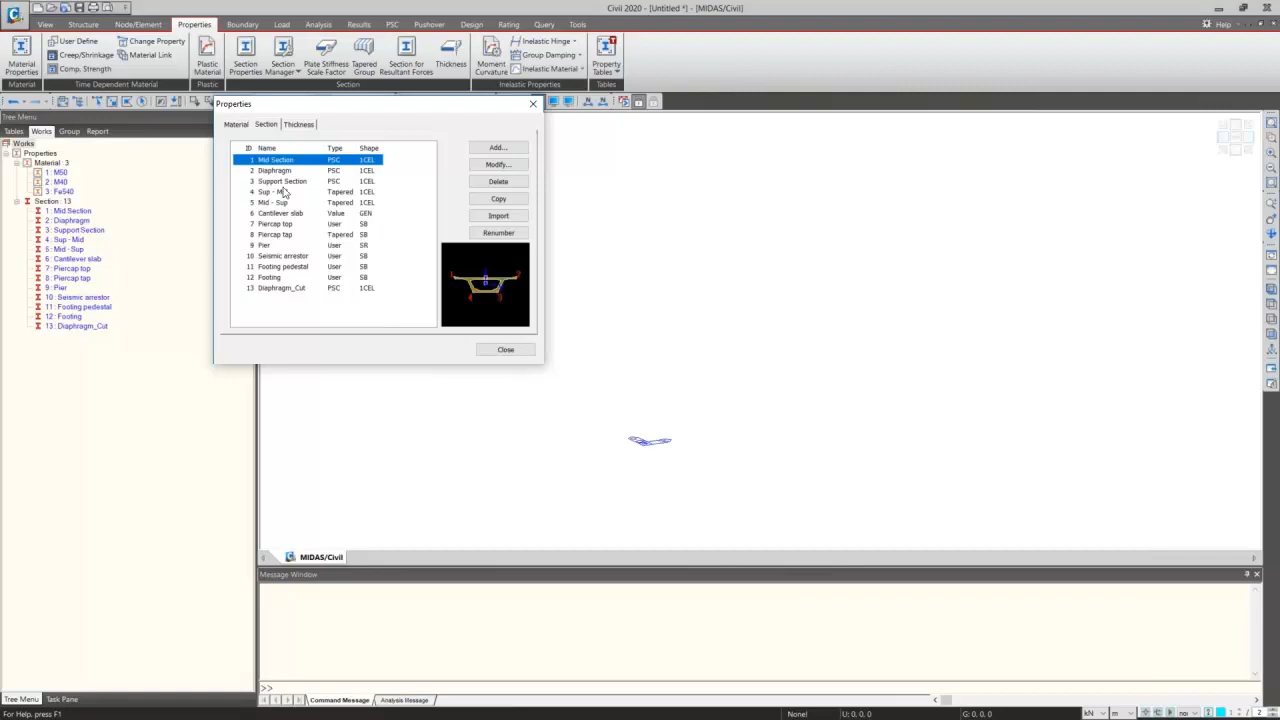 Civil 2020 - [Untitled *] - [MIDAS/Civil]
View Structure Node/Element Properties Boundary Load Analysis Results PSC Pushover Design Rating Query Tools Help
Material Properties
User Define
Creep/Shrinkage
Comp. Strength
Change Property
Material Link
Plastic Material
Section Properties
Section Manager
Plate Stiffness Scale Factor
Tapered Group
Section for Resultant Forces
Thickness
Moment Curvature
Inelastic Hinge
Group Damping
Inelastic Material
Property Tables
Material Time Dependent Material Plastic Section Inelastic Properties Tables
Tree Menu
Tables Works Group Report
Works
Properties
Material : 3
1 : M50
2 : M40
3 : Fe540
Section : 13
1 : Mid Section
2 : Diaphragm
3 : Support Section
4 : Sup - Mid
5 : Mid - Sup
6 : Cantilever slab
7 : Piercap top
8 : Piercap tap
9 : Pier
10 : Seismic arrestor
11 : Footing pedestal
12 : Footing
13 : Diaphragm_Cut
Properties
Material Section Thickness
ID Name Type Shape
1 Mid Section PSC 1CEL
2 Diaphragm PSC 1CEL
3 Support Section PSC 1CEL
4 Sup - Tapered 1CEL
5 Mid - Sup Tapered 1CEL
6 Cantilever slab Value GEN
7 Piercap top User SB
8 Piercap tap Tapered SB
9 Pier User SR
10 Seismic arrestor User SB
11 Footing pedestal User SB
12 Footing User SB
13 Diaphragm_Cut PSC 1CEL
Add...
Modify...
Delete
Copy
Import
Renumber
1 2
4 3
Close
MIDAS/Civil
Message Window
>>
Command Message Analysis Message
Tree Menu Task Pane
For Help, press F1
None! U: 0, 0, 0 G: 0, 0, 0 kN m 2